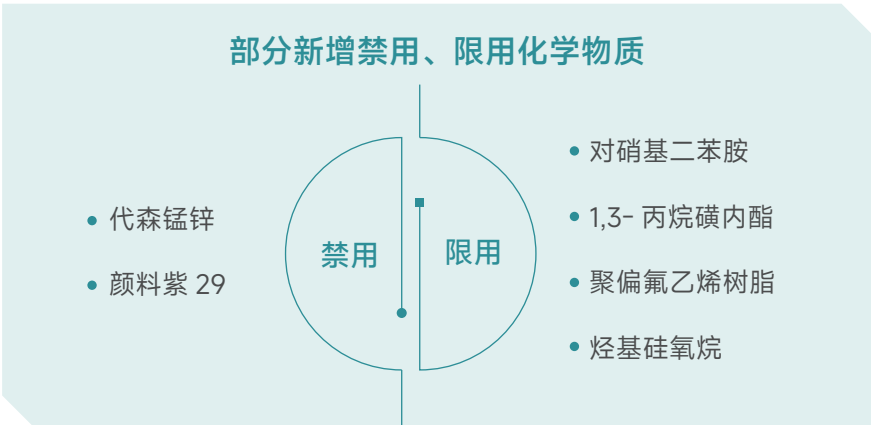 部分新增禁用、限用化学物质
代森锰锌
颜料紫 29
禁用
限用
对硝基二苯胺
1,3- 丙烷磺内酯
聚偏氟乙烯树脂
烃基硅氧烷